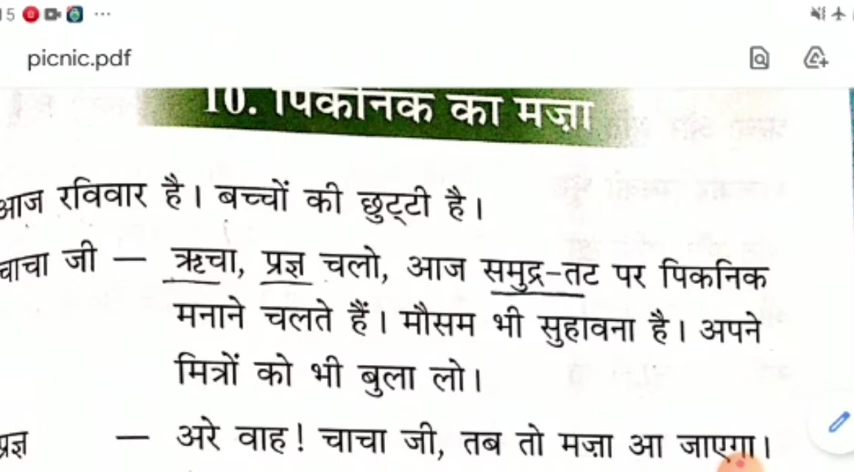 15
picnic.pdf
10. पिकनिक का मज़ा
आज रविवार है। बच्चों की छुट्टी है।
चाचा जी — ऋचा, प्रज्ञ चलो, आज समुद्र-तट पर पिकनिक
मनाने चलते हैं। मौसम भी सुहावना है। अपने
मित्रों को भी बुला लो।
प्रज्ञ — अरे वाह! चाचा जी, तब तो मज़ा आ जाएगा।